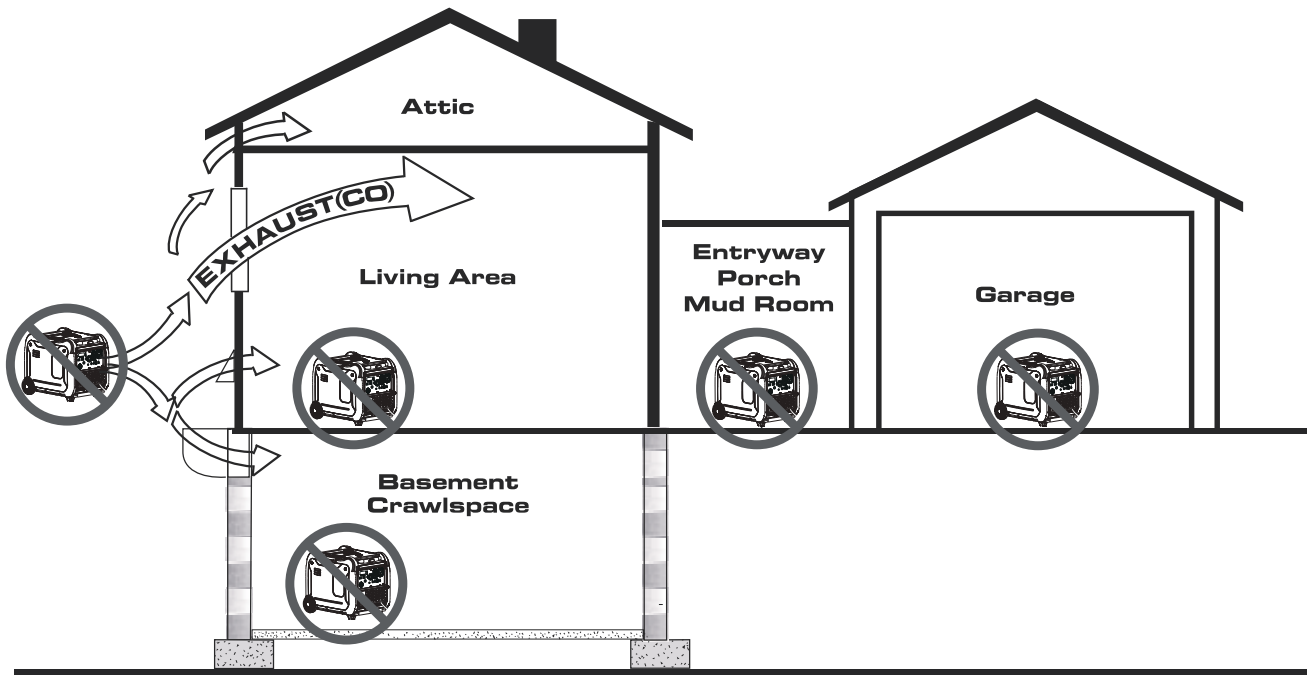 Attic
EXHAUST(CO)
Living Area
Entryway
Porch
Mud Room
Garage
Basement
Crawlspace